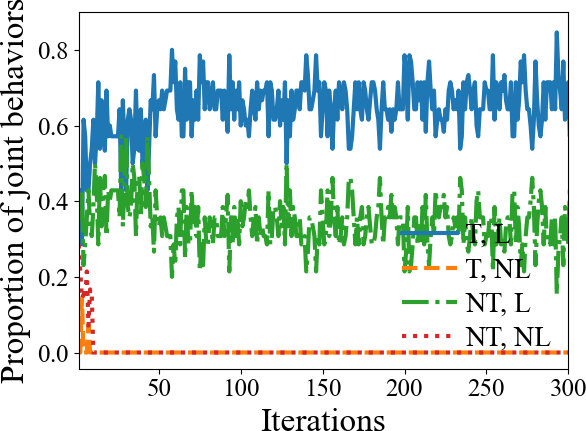 Proportion of joint behaviors
0.8
0.6
0.4
0.2
0.0
T, L
T, NL
NT, L
NT, NL
50
100
150
200
250
300
Iterations